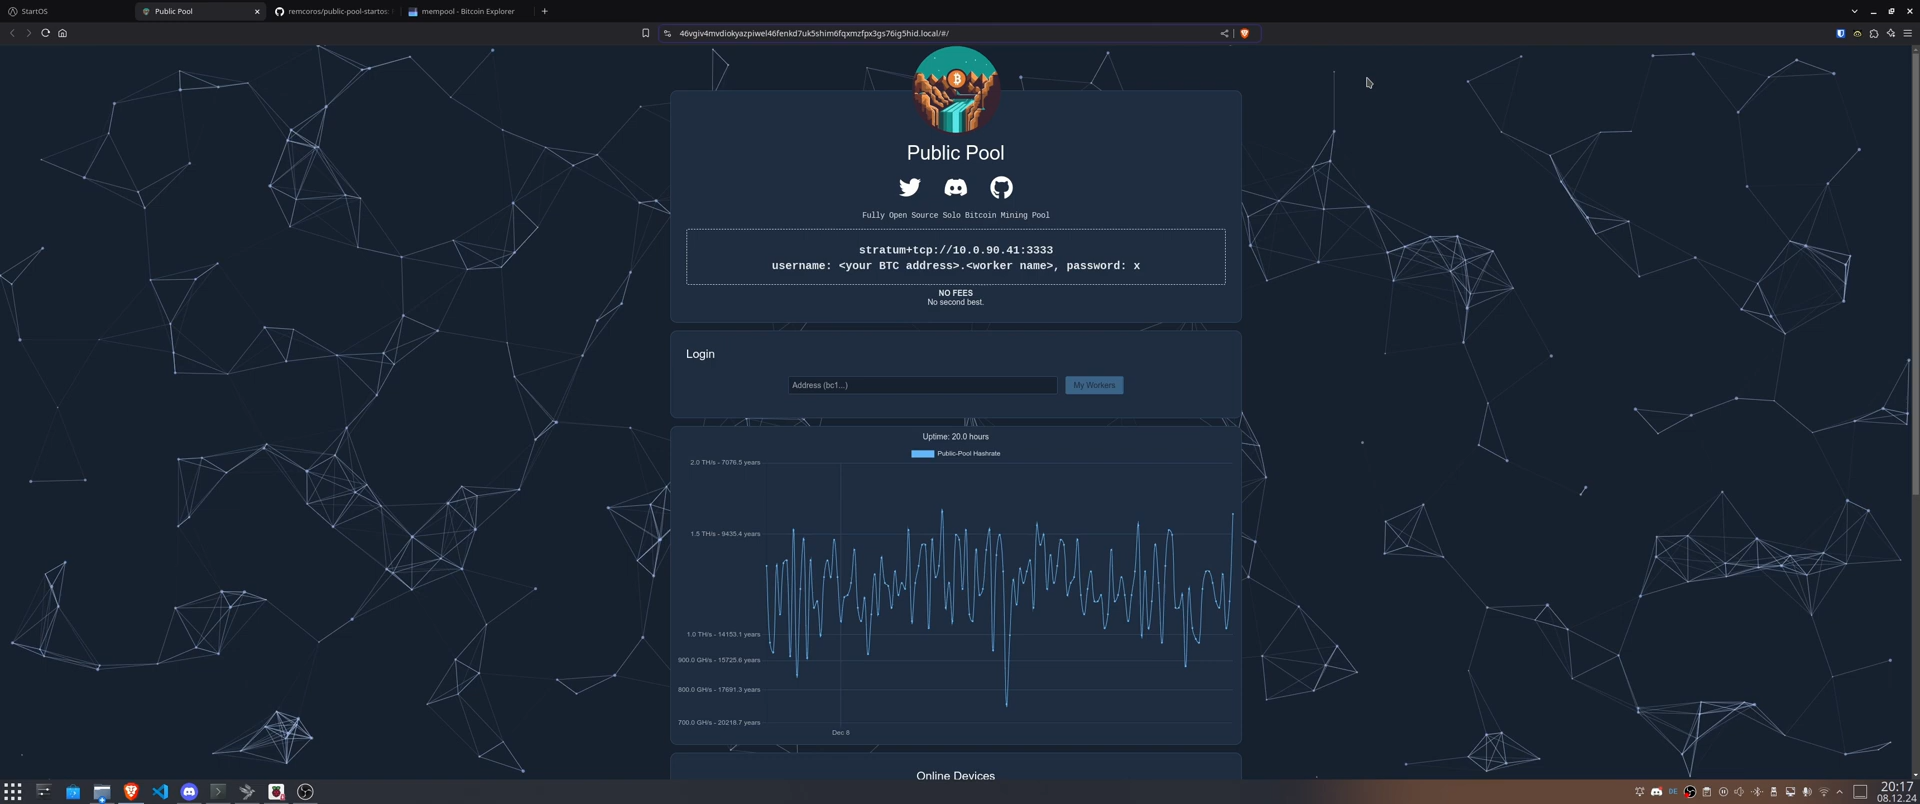 StartOS
Public Pool
remcoros/public-pool-startos:
mempool - Bitcoin Explorer
46vgiv4mvdiokyazpiwel46fenkd7uk5shim6fqxmzfpx3gs76ig5hid.local/#/
Public Pool
Fully Open Source Solo Bitcoin Mining Pool
stratum+tcp://10.0.90.41:3333
username: <your BTC address>.<worker name>, password: x
NO FEES
No second best.
Login
Address (bc1...)
My Workers
Uptime: 20.0 hours
Public-Pool Hashrate
2.0 TH/s - 7076.5 years
1.5 TH/s - 9435.4 years
1.0 TH/s - 14153.1 years
900.0 GH/s - 15725.6 years
800.0 GH/s - 17691.3 years
700.0 GH/s - 20218.7 years
Dec 8
Online Devices
DE
20:17
08.12.24